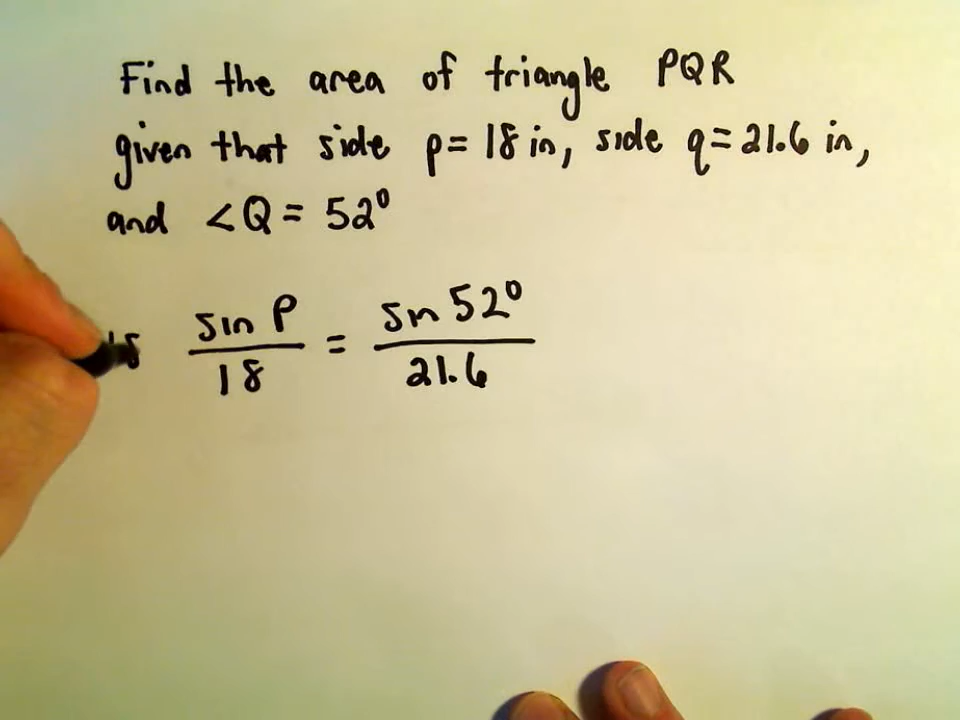 Find the area of triangle PQR
given that side p= 18 in, side q= 21.6 in,
and ∠Q = 52°
sin P / 18 = sin 52° / 21.6